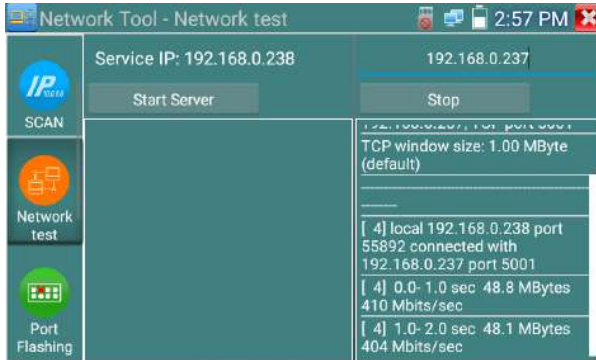 Network Tool - Network test
2:57 PM
IP
SCAN
Network
test
Port
Flashing
Service IP: 192.168.0.238
Start Server
192.168.0.237
Stop
TCP window size: 1.00 MByte
(default)
[ 4] local 192.168.0.238 port
55892 connected with
192.168.0.237 port 5001
[ 4] 0.0- 1.0 sec 48.8 MBytes
410 Mbits/sec
[ 4] 1.0- 2.0 sec 48.1 MBytes
404 Mbits/sec